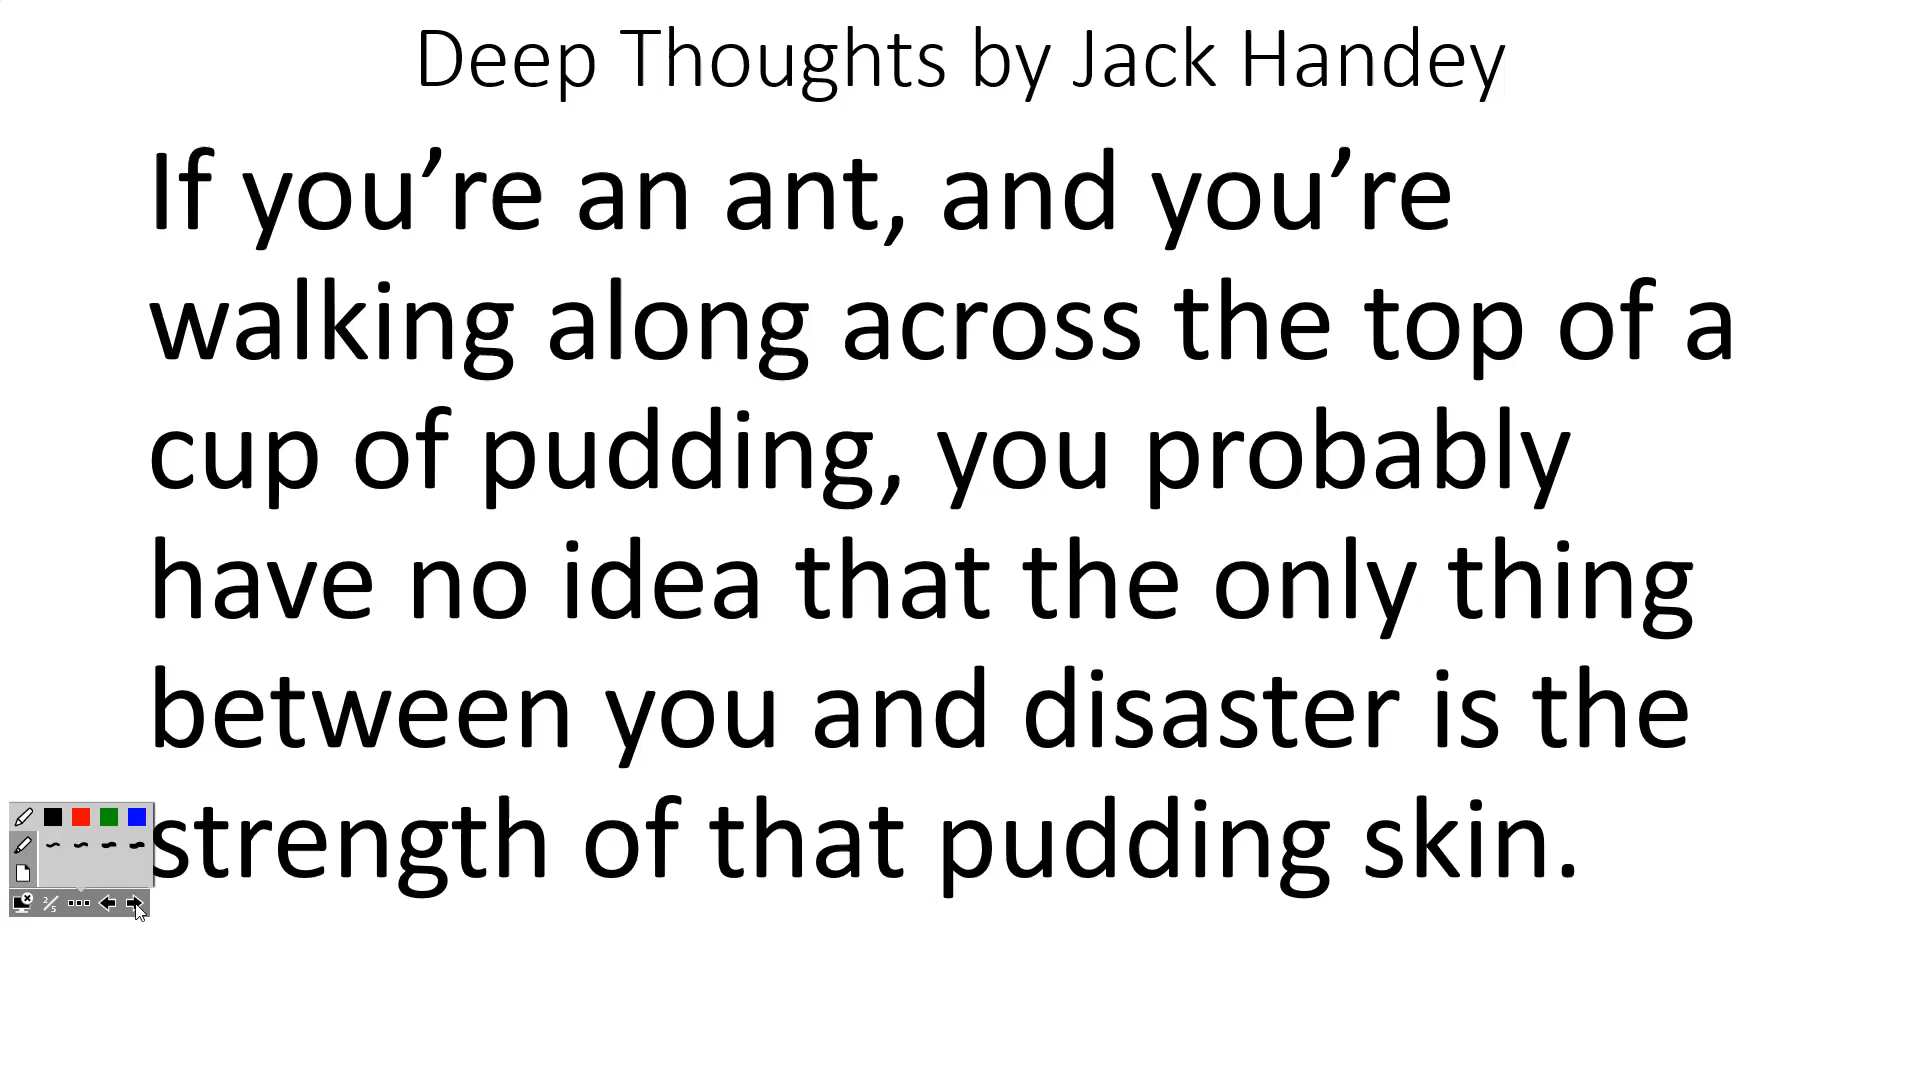 Deep Thoughts by Jack Handey
If you’re an ant, and you’re
walking along across the top of a
cup of pudding, you probably
have no idea that the only thing
between you and disaster is the
strength of that pudding skin.
2/5